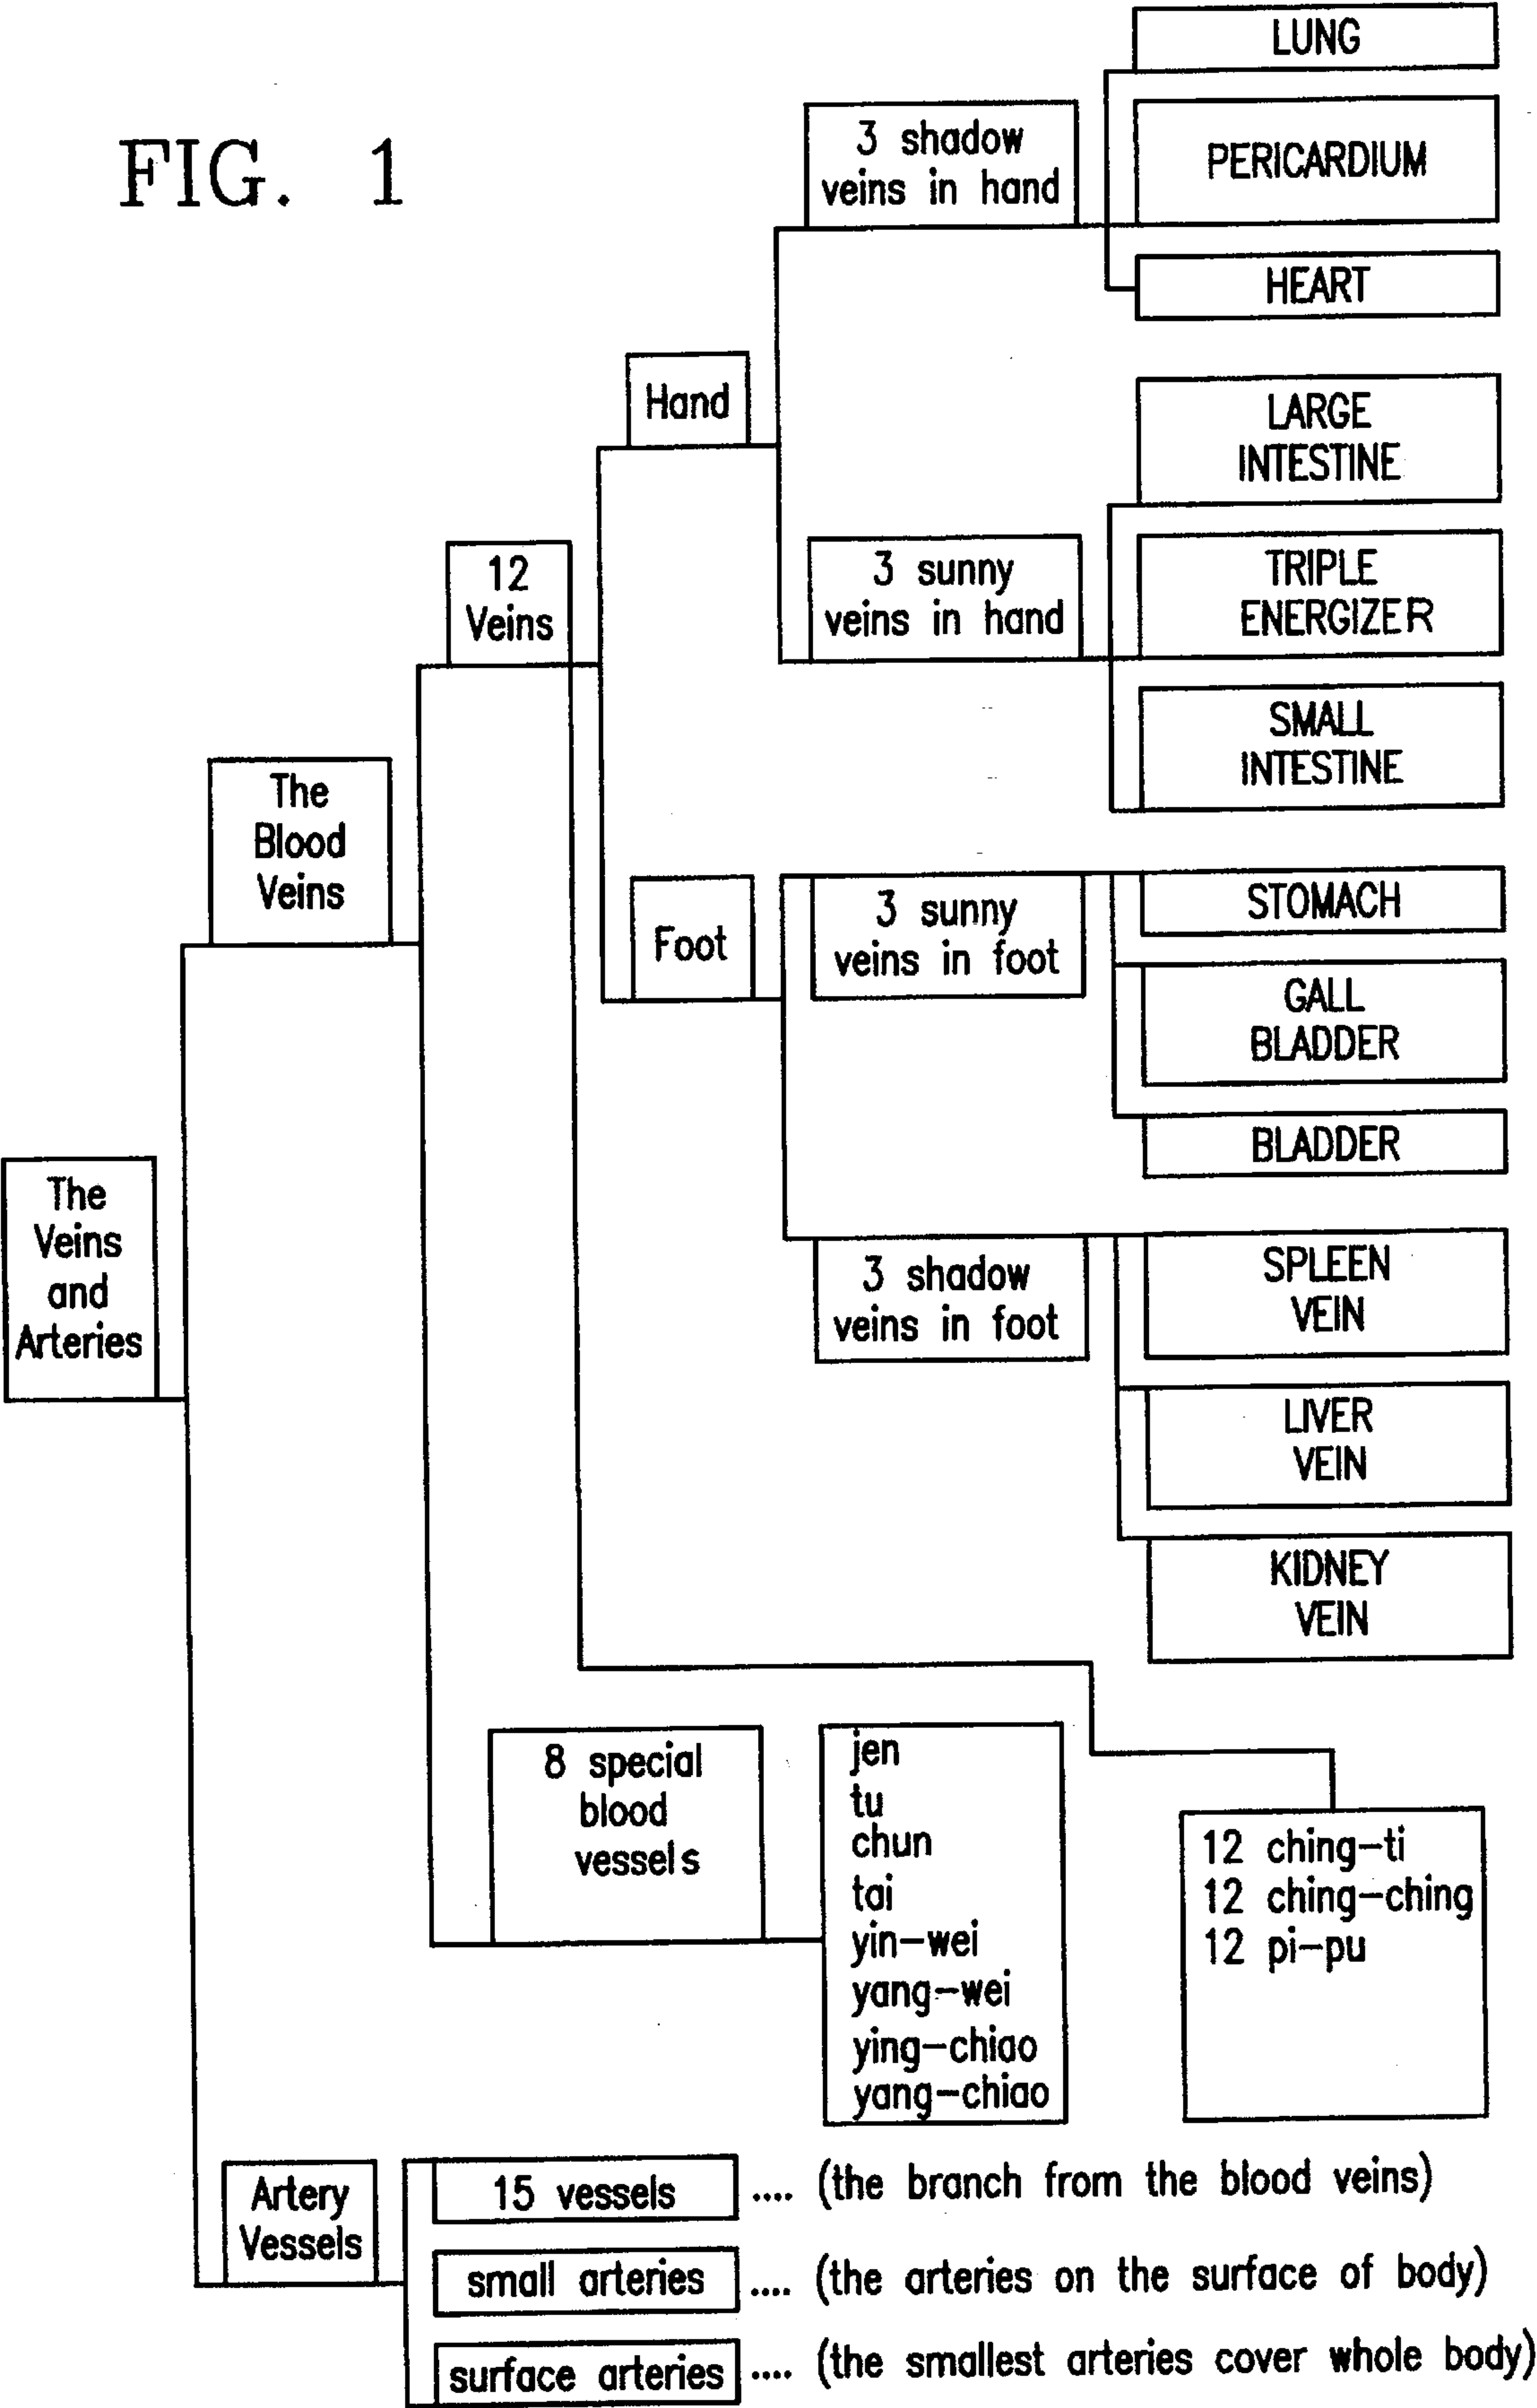 FIG. 1
LUNG
3 shadow
veins in hand
PERICARDIUM
HEART
Hand
LARGE
INTESTINE
12
Veins
3 sunny
veins in hand
TRIPLE
ENERGIZER
SMALL
INTESTINE
The
Blood
Veins
Foot
3 sunny
veins in foot
STOMACH
GALL
BLADDER
BLADDER
The
Veins
and
Arteries
3 shadow
veins in foot
SPLEEN
VEIN
LIVER
VEIN
KIDNEY
VEIN
8 special
blood
vessels
jen
tu
chun
tai
yin-wei
yang-wei
ying-chiao
yang-chiao
12 ching-ti
12 ching-ching
12 pi-pu
Artery
Vessels
15 vessels .... (the branch from the blood veins)
small arteries .... (the arteries on the surface of body)
surface arteries .... (the smallest arteries cover whole body)